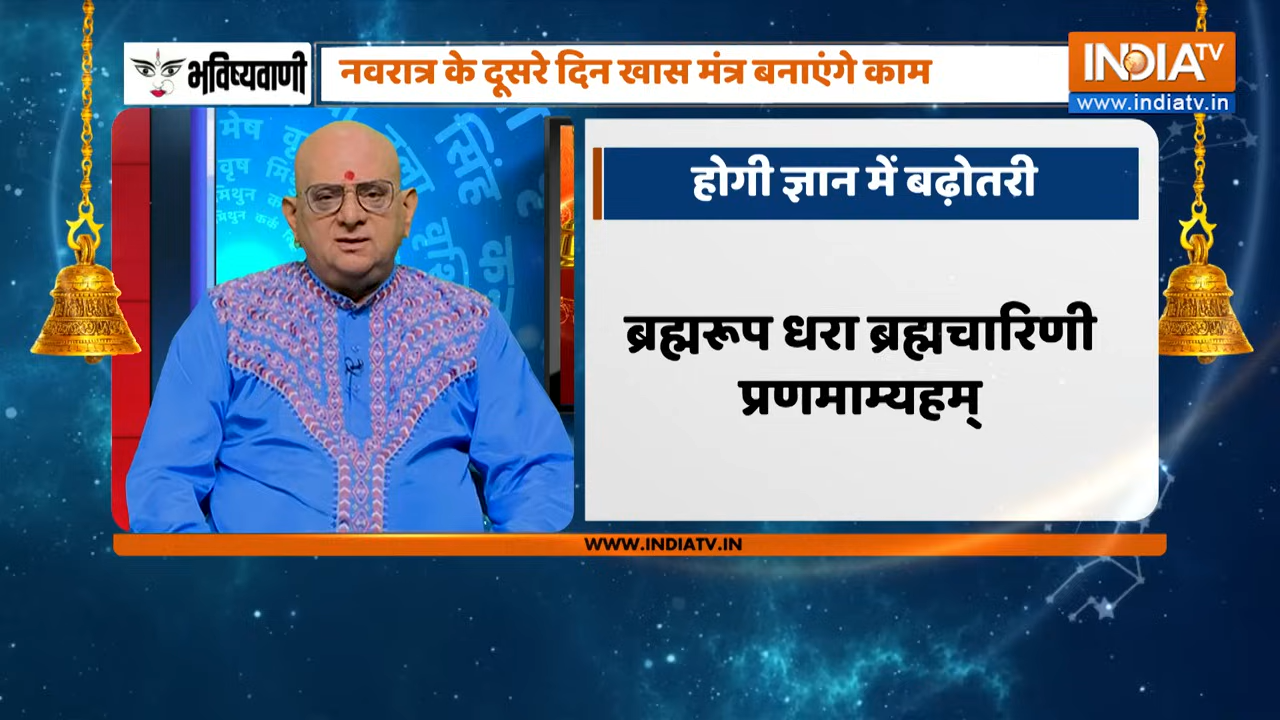 भविष्यवाणी
नवरात्र के दूसरे दिन खास मंत्र बनाएंगे काम
INDIA TV
www.indiatv.in
मेष
वृष
मिथुन
मिथुन
कर्क
सिंह
होगी ज्ञान में बढ़ोतरी
ब्रह्मरूप धरा ब्रह्मचारिणी
प्रणमाम्यहम्
WWW.INDIATV.IN